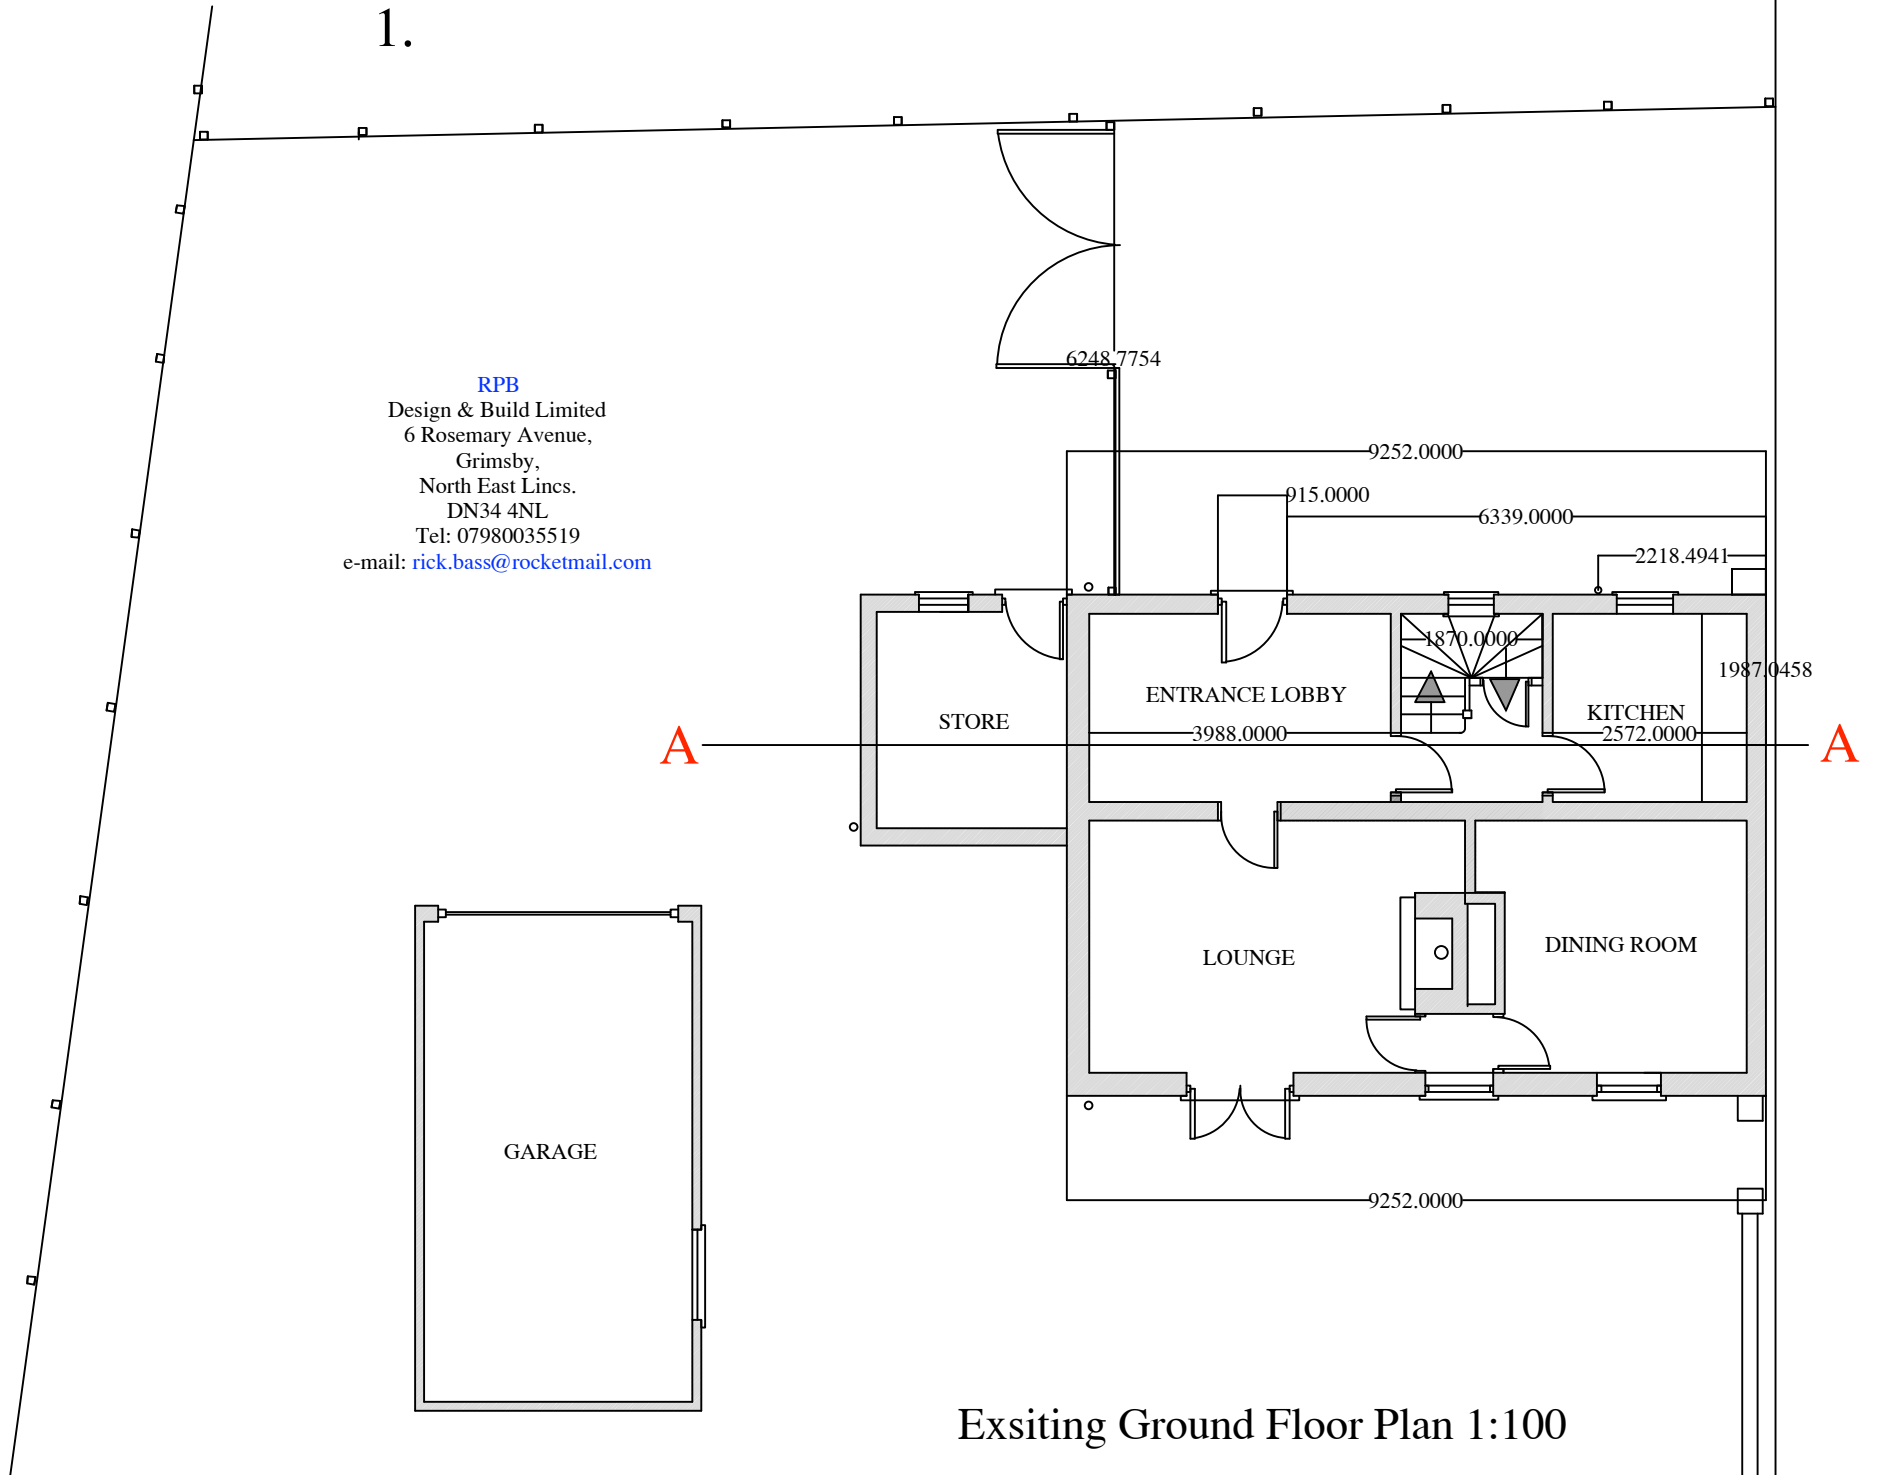 1.
6248.7754
RPB
Design & Build Limited
6 Rosemary Avenue,
Grimsby,
North East Lincs.
DN34 4NL
Tel: 07980035519
e-mail: rick.bass@rocketmail.com
9252.0000
915.0000
6339.0000
2218.4941
1870.0000
1987.0458
ENTRANCE LOBBY
KITCHEN
STORE
3988.0000
2572.0000
A
A
LOUNGE
DINING ROOM
GARAGE
9252.0000
Exsiting Ground Floor Plan 1:100